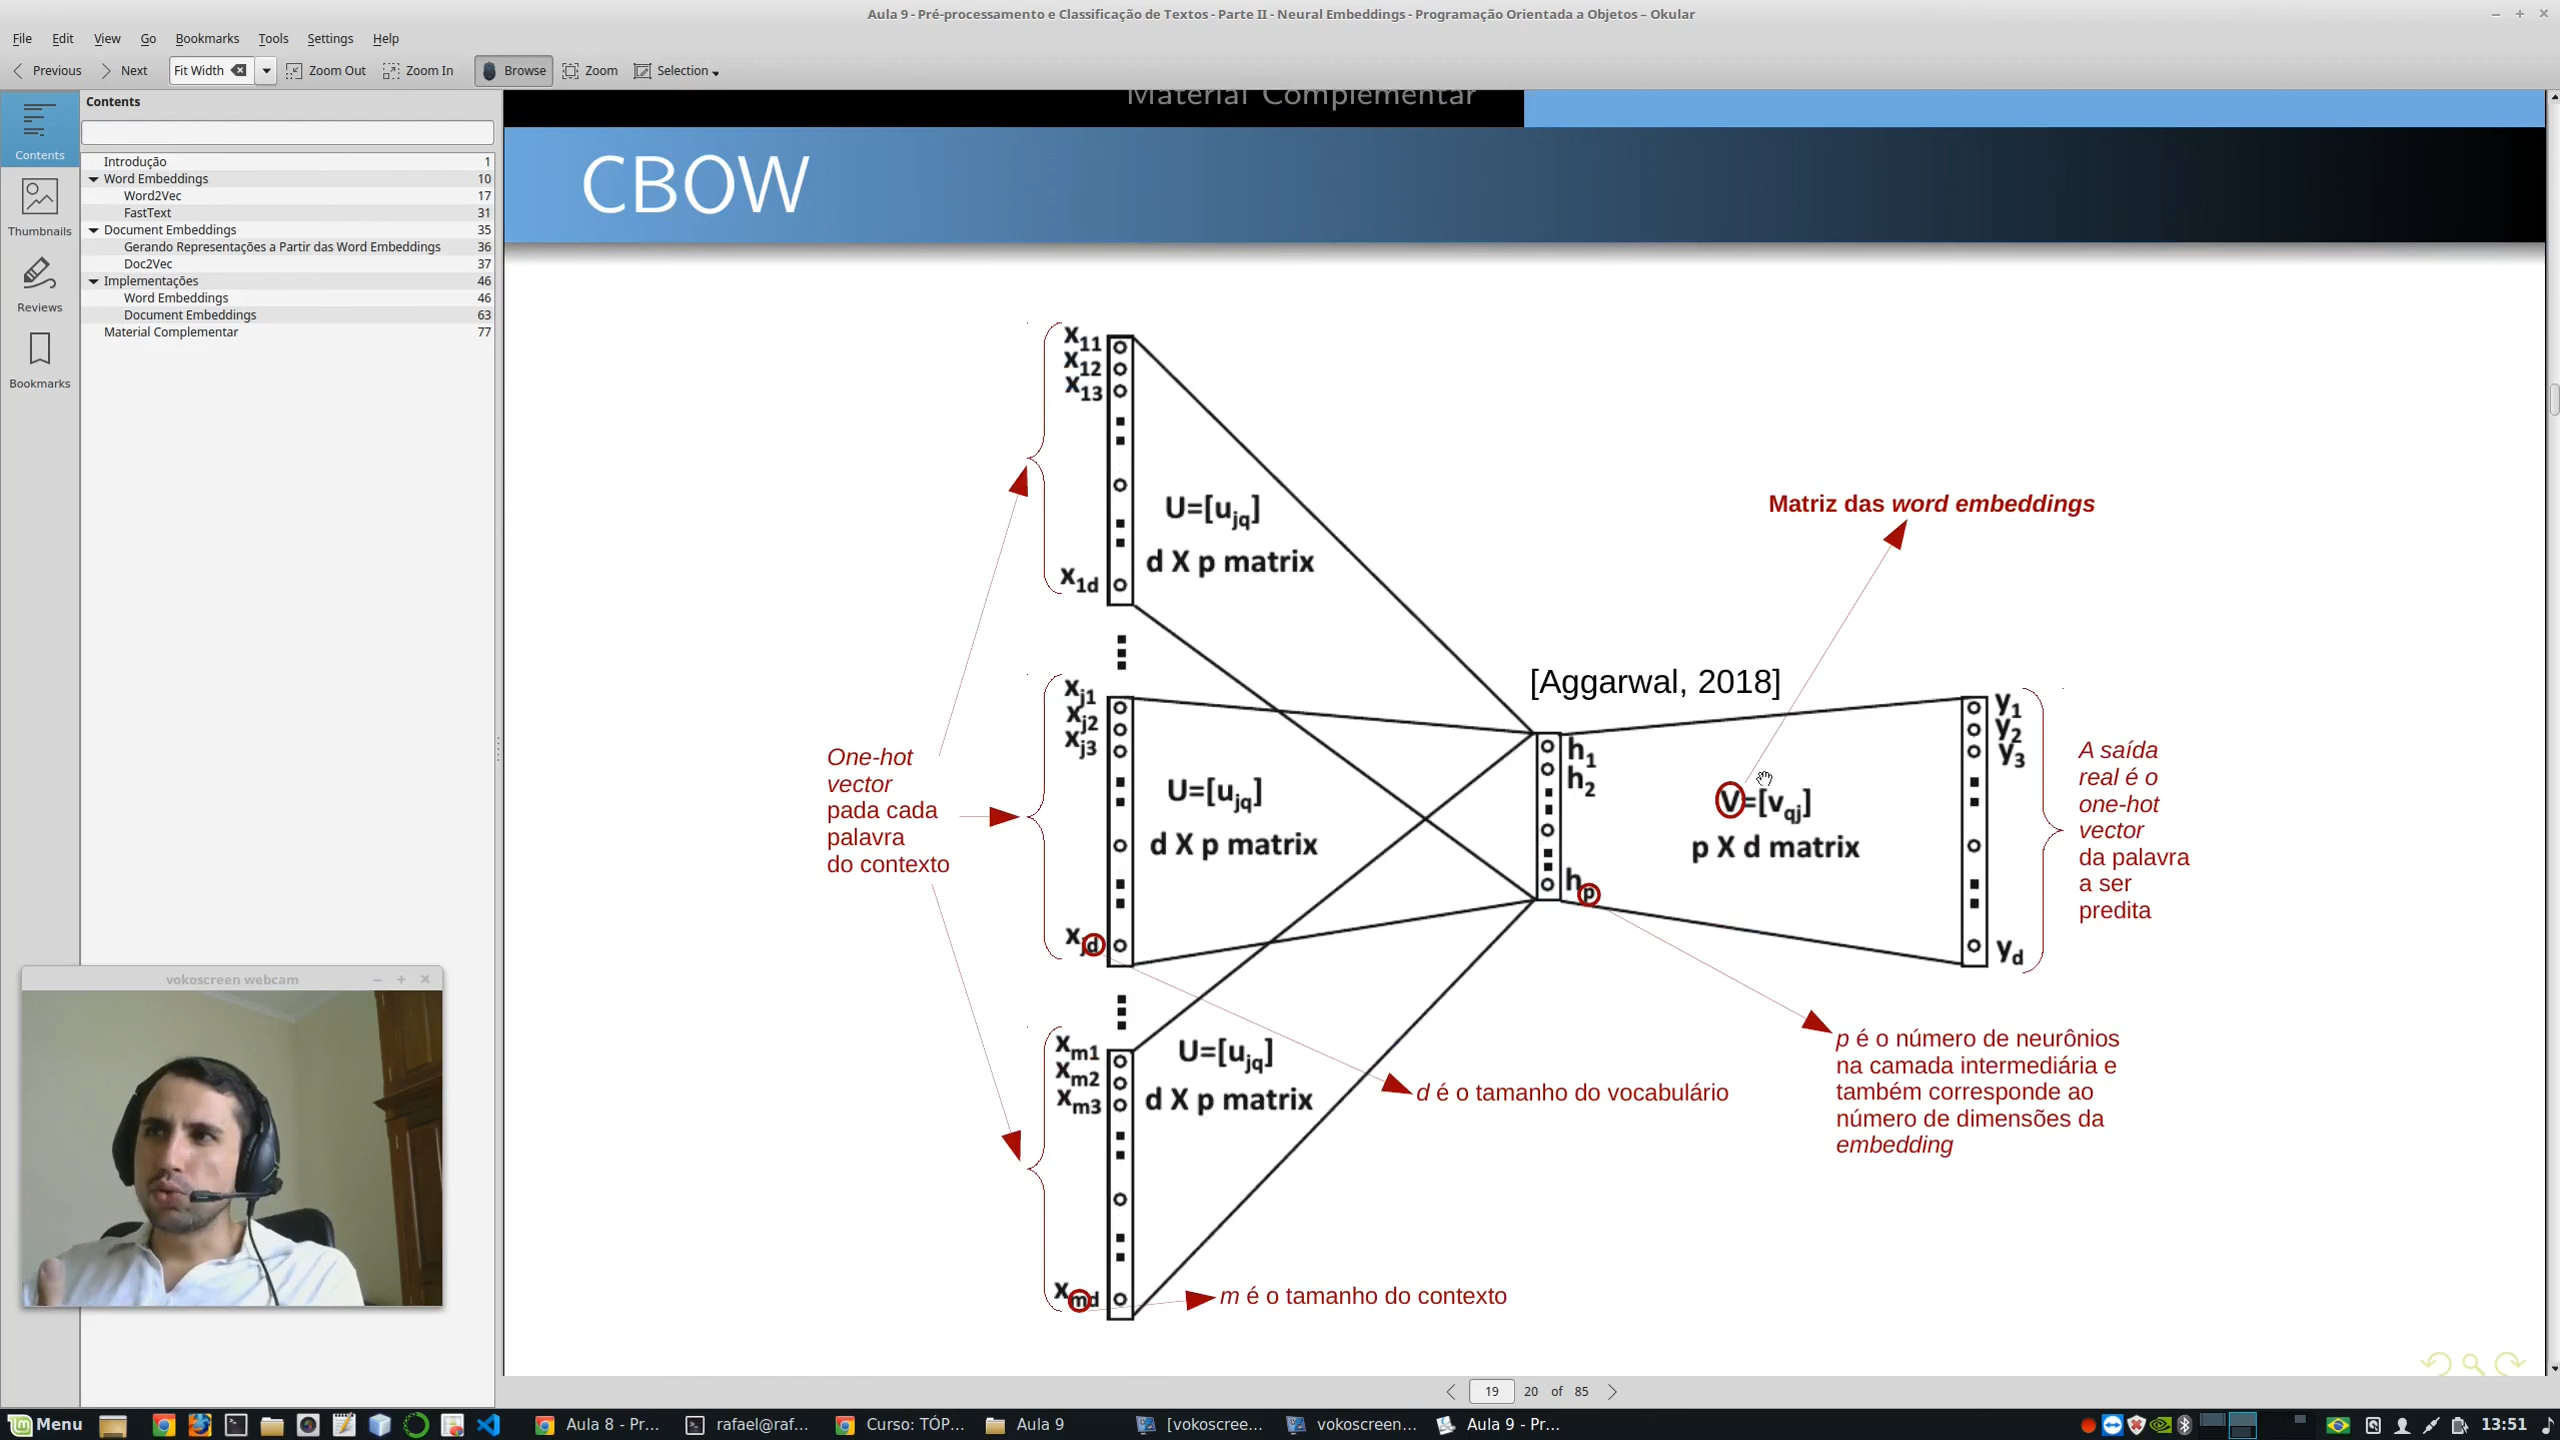 Aula 9 - Pré-processamento e Classificação de Textos - Parte II - Neural Embeddings - Programação Orientada a Objetos – Okular
File Edit View Go Bookmarks Tools Settings Help
Previous Next Fit Width Zoom Out Zoom In Browse Zoom Selection
Contents
Thumbnails
Reviews
Bookmarks
Contents
Introdução 1
Word Embeddings 10
Word2Vec 17
FastText 31
Document Embeddings 35
Gerando Representações a Partir das Word Embeddings 36
Doc2Vec 37
Implementações 46
Word Embeddings 46
Document Embeddings 63
Material Complementar 77
Material Complementar
CBOW
x11
x12
x13
x1d
U=[ujq]
d X p matrix
xj1
xj2
xj3
xjd
U=[ujq]
d X p matrix
xm1
xm2
xm3
xmd
U=[ujq]
d X p matrix
One-hot
vector
pada cada
palavra
do contexto
[Aggarwal, 2018]
h1
h2
hp
Matriz das word embeddings
V=[vqj]
p X d matrix
y1
y2
y3
yd
A saída
real é o
one-hot
vector
da palavra
a ser
predita
d é o tamanho do vocabulário
p é o número de neurônios
na camada intermediária e
também corresponde ao
número de dimensões da
embedding
m é o tamanho do contexto
vokoscreen webcam
19 20 of 85
Menu Aula 8 - Pr... rafael@raf... Curso: TÓP... Aula 9 [vokoscree... vokoscreen... Aula 9 - Pr... 13:51